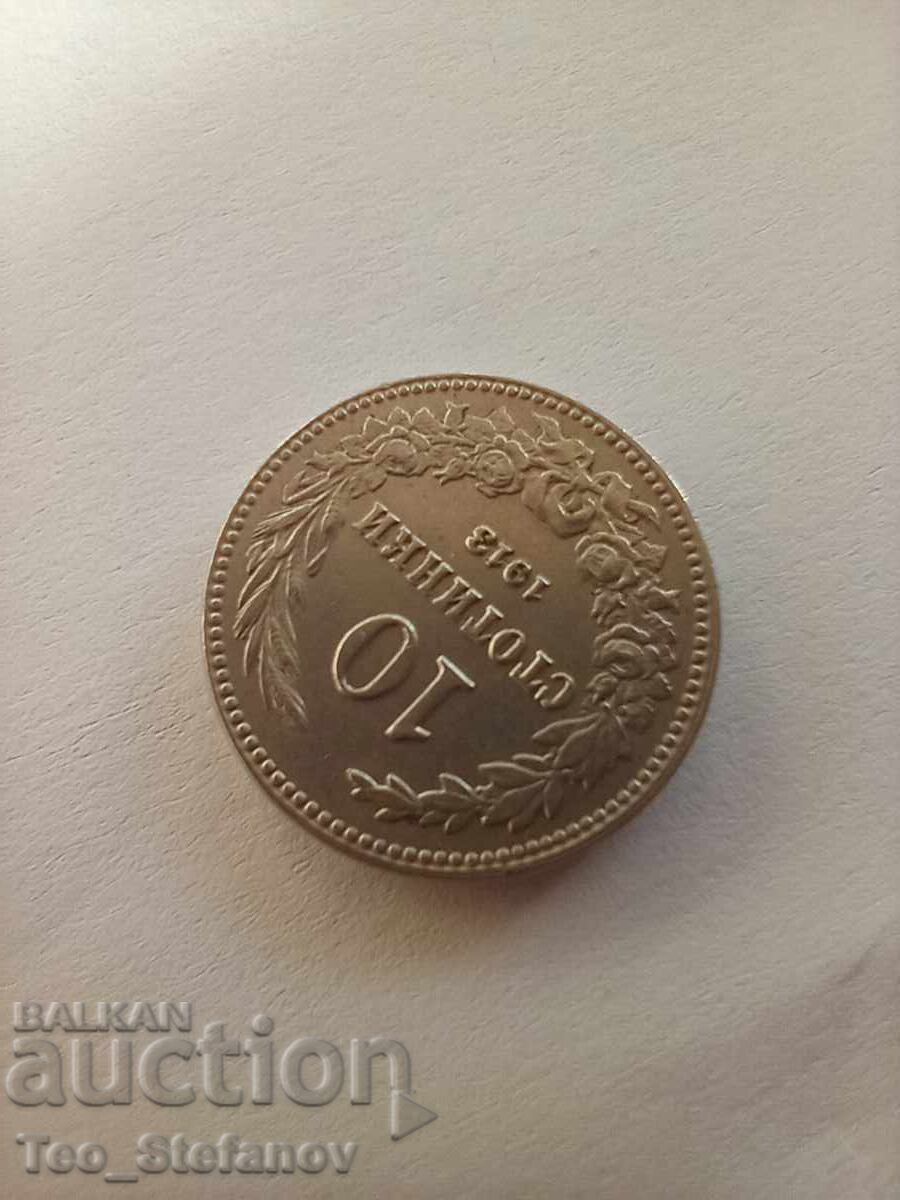 10
СТОТИНКИ
1913
BALKAN
auction
Teo_Stefanov